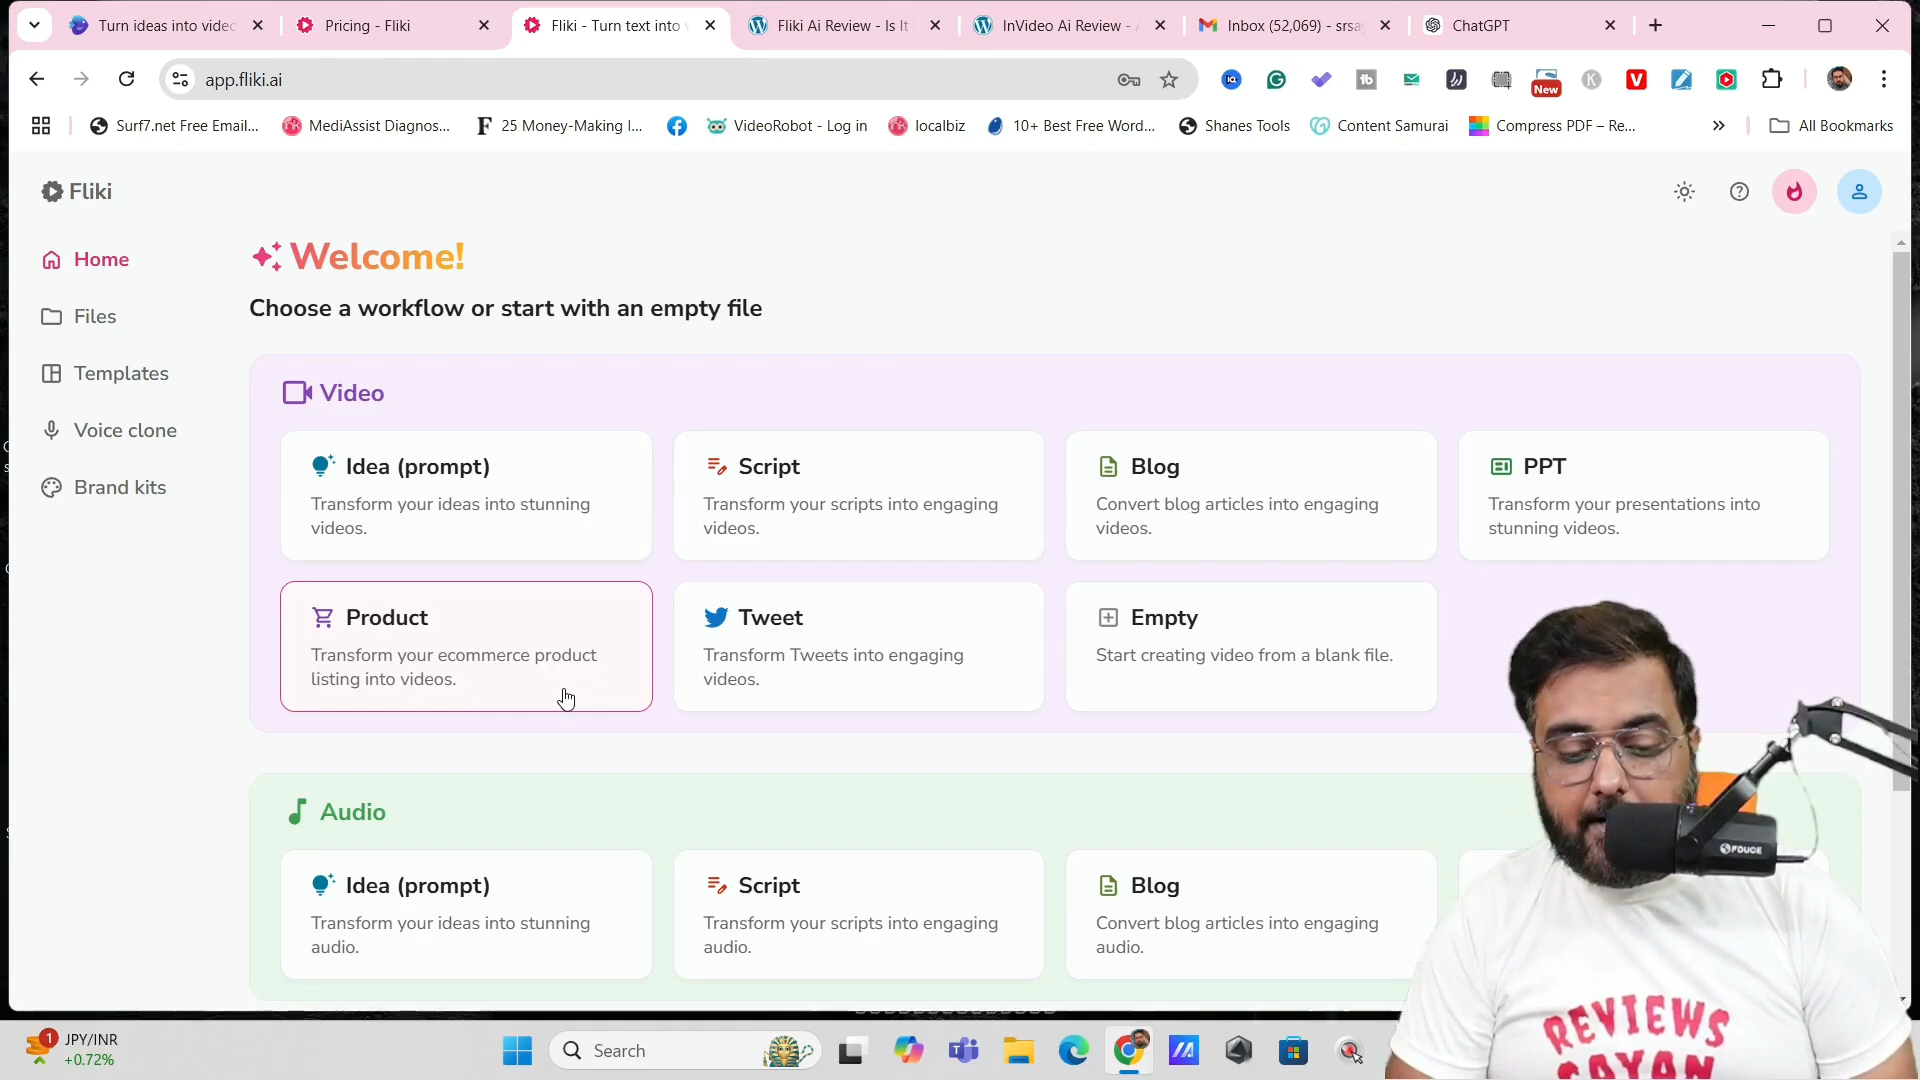 Turn ideas into videc
Pricing - Fliki
Fliki - Turn text into
Fliki Ai Review - Is It
InVideo Ai Review -
Inbox (52,069) - srsa
ChatGPT
app.fliki.ai
New
Surf7.net Free Email...
MediAssist Diagnos...
25 Money-Making I...
VideoRobot - Log in
localbiz
10+ Best Free Word...
Shanes Tools
Content Samurai
Compress PDF – Re...
All Bookmarks
Fliki
Home
Files
Templates
Voice clone
Brand kits
Welcome!
Choose a workflow or start with an empty file
Video
Idea (prompt)
Transform your ideas into stunning
videos.
Script
Transform your scripts into engaging
videos.
Blog
Convert blog articles into engaging
videos.
PPT
Transform your presentations into
stunning videos.
Product
Transform your ecommerce product
listing into videos.
Tweet
Transform Tweets into engaging
videos.
Empty
Start creating video from a blank file.
Audio
Idea (prompt)
Transform your ideas into stunning
audio.
Script
Transform your scripts into engaging
audio.
Blog
Convert blog articles into engaging
audio.
FDUCE
REVIEWS
SAYAN
1
JPY/INR
+0.72%
Search